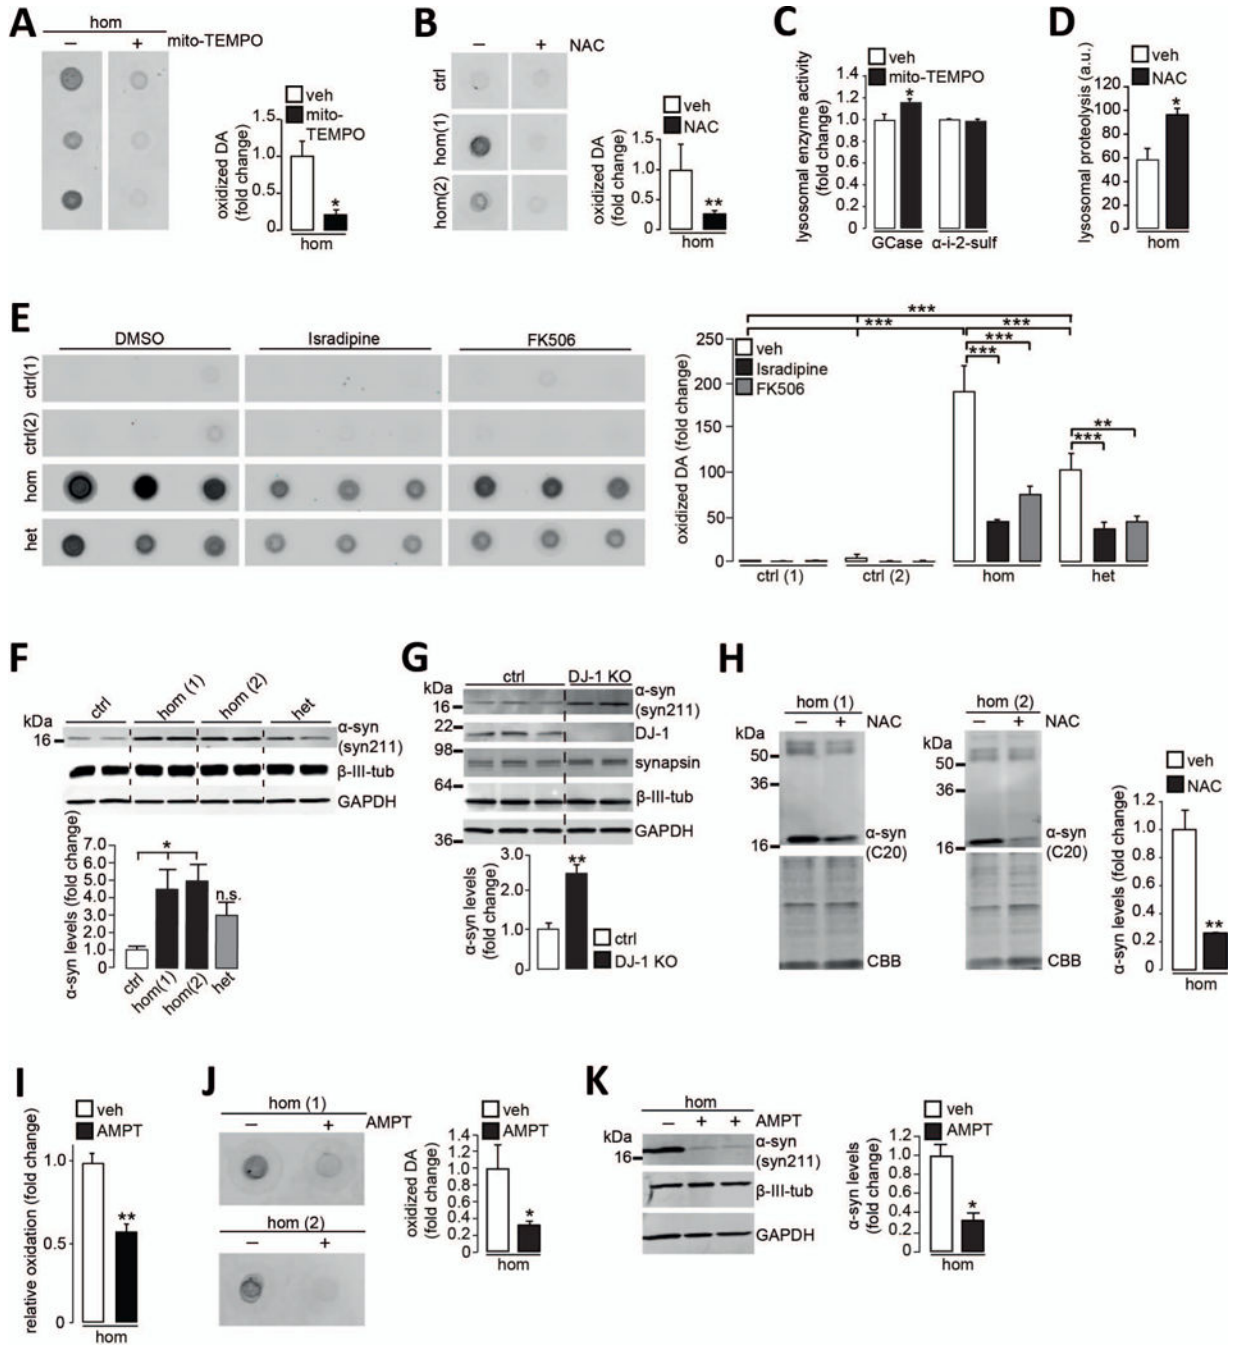 A
hom
– + mito-TEMPO
veh
mito-
TEMPO
oxidized DA
(fold change)
1.5
1.0
0.5
0
*
hom
B
– + NAC
ctrl
hom(1)
hom(2)
veh
NAC
oxidized DA
(fold change)
1.5
1.0
0.5
0
**
hom
C
veh
mito-TEMPO
lysosomal enzyme activity
(fold change)
1.4
1.2
1.0
0.8
0.6
0.4
0.2
0
*
GCase α-i-2-sulf
D
veh
NAC
lysosomal proteolysis (a.u.)
120
100
80
60
40
20
0
*
hom
E
DMSO Isradipine FK506
ctrl(1)
ctrl(2)
hom
het
oxidized DA (fold change)
250
200
150
100
50
0
veh
Isradipine
FK506
***
*** ***
***
***
**
***
ctrl (1) ctrl (2) hom het
F
ctrl hom (1) hom (2) het
kDa
16
α-syn
(syn211)
β-III-tub
GAPDH
α-syn levels (fold change)
7.0
6.0
5.0
4.0
3.0
2.0
1.0
0
*
n.s.
ctrl hom(1) hom(2) het
G
ctrl DJ-1 KO
kDa
16
22
98
64
36
α-syn
(syn211)
DJ-1
synapsin
β-III-tub
GAPDH
α-syn levels
(fold change)
3.0
2.0
1.0
0
**
ctrl
DJ-1 KO
H
hom (1)
– + NAC
kDa
50
36
16
α-syn
(C20)
CBB
hom (2)
– + NAC
kDa
50
36
16
α-syn
(C20)
CBB
veh
NAC
α-syn levels (fold change)
1.2
1.0
0.8
0.6
0.4
0.2
0
**
hom
I
veh
AMPT
relative oxidation (fold change)
1.0
0.5
0
**
hom
J
hom (1)
– + AMPT
hom (2)
– +
veh
AMPT
oxidized DA
(fold change)
1.4
1.2
1.0
0.8
0.6
0.4
0.2
0
*
hom
K
hom
– + + AMPT
kDa
16
α-syn
(syn211)
β-III-tub
GAPDH
veh
AMPT
α-syn levels
(fold change)
1.2
1.0
0.8
0.6
0.4
0.2
0
*
hom